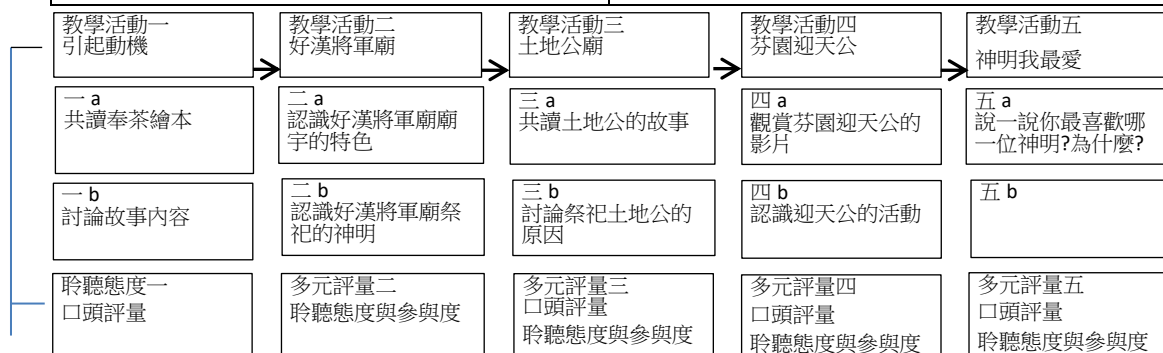 教學活動一
引起動機
教學活動二
好漢將軍廟
教學活動三
土地公廟
教學活動四
芬園迎天公
教學活動五
神明我最愛
一 a
共讀奉茶繪本
二 a
認識好漢將軍廟廟
宇的特色
三 a
共讀土地公的故事
四 a
觀賞芬園迎天公的
影片
五 a
說一說你最喜歡哪
一位神明?為什麼?
一 b
討論故事內容
二 b
認識好漢將軍廟祭
祀的神明
三 b
討論祭祀土地公的
原因
四 b
認識迎天公的活動
五 b
聆聽態度一
口頭評量
多元評量二
聆聽態度與參與度
多元評量三
口頭評量
聆聽態度與參與度
多元評量四
口頭評量
聆聽態度與參與度
多元評量五
口頭評量
聆聽態度與參與度